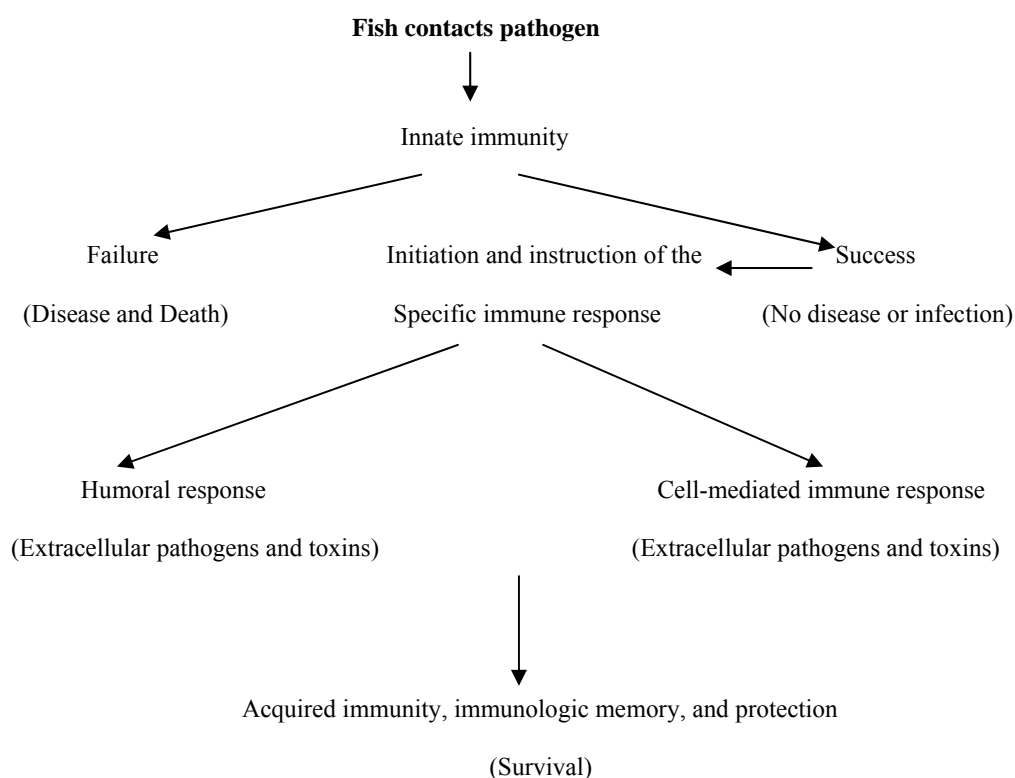 Fish contacts pathogen
Innate immunity
Failure
(Disease and Death)
Initiation and instruction of the
Specific immune response
Success
(No disease or infection)
Humoral response
(Extracellular pathogens and toxins)
Cell-mediated immune response
(Extracellular pathogens and toxins)
Acquired immunity, immunologic memory, and protection
(Survival)